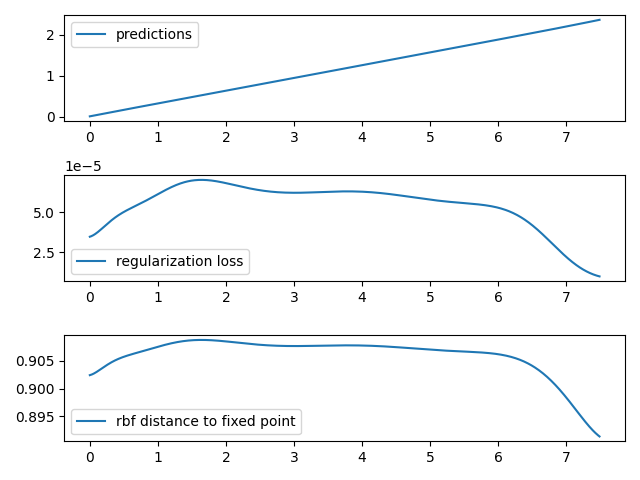 2
1
0
predictions
0 1 2 3 4 5 6 7
1e−5
5.0
2.5
regularization loss
0 1 2 3 4 5 6 7
0.905
0.900
0.895
rbf distance to fixed point
0 1 2 3 4 5 6 7